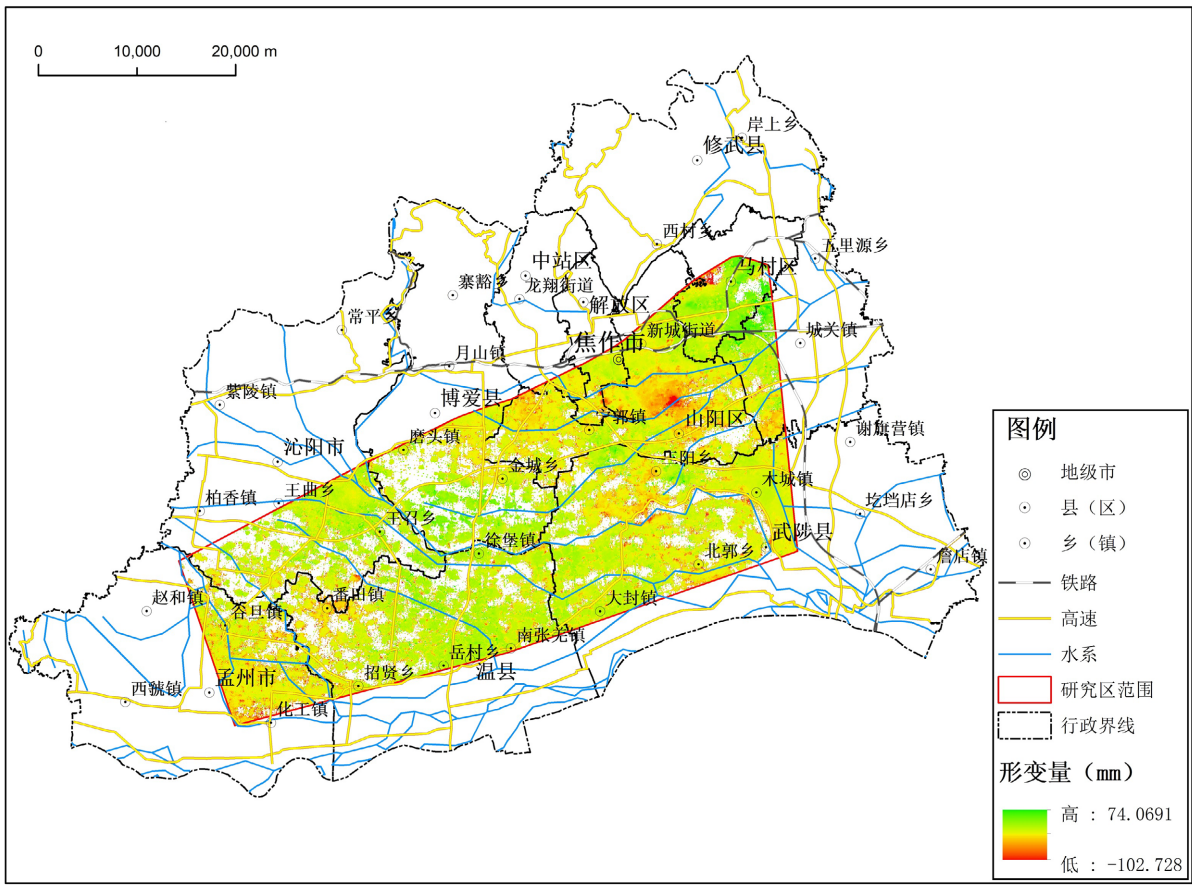 0 10,000 20,000 m
岸上乡
修武县
西村乡
五里源乡
中站区
马村区
寨豁乡
龙翔街道
解放区
常平乡
新城街道
城关镇
焦作市
月山镇
紫陵镇
博爱县
宁郭镇
山阳区
谢旗营镇
磨头镇
沁阳市
三阳乡
金城乡
木城镇
柏香镇
王曲乡
圪垱店乡
王召乡
武陟县
徐堡镇
北郭乡
詹店镇
赵和镇
番田镇
谷旦镇
大封镇
南张羌镇
岳村乡
招贤乡
温县
孟州市
西虢镇
化工镇
图例
地级市
县（区）
乡（镇）
铁路
高速
水系
研究区范围
行政界线
形变量（mm）
高 : 74.0691
低 : -102.728